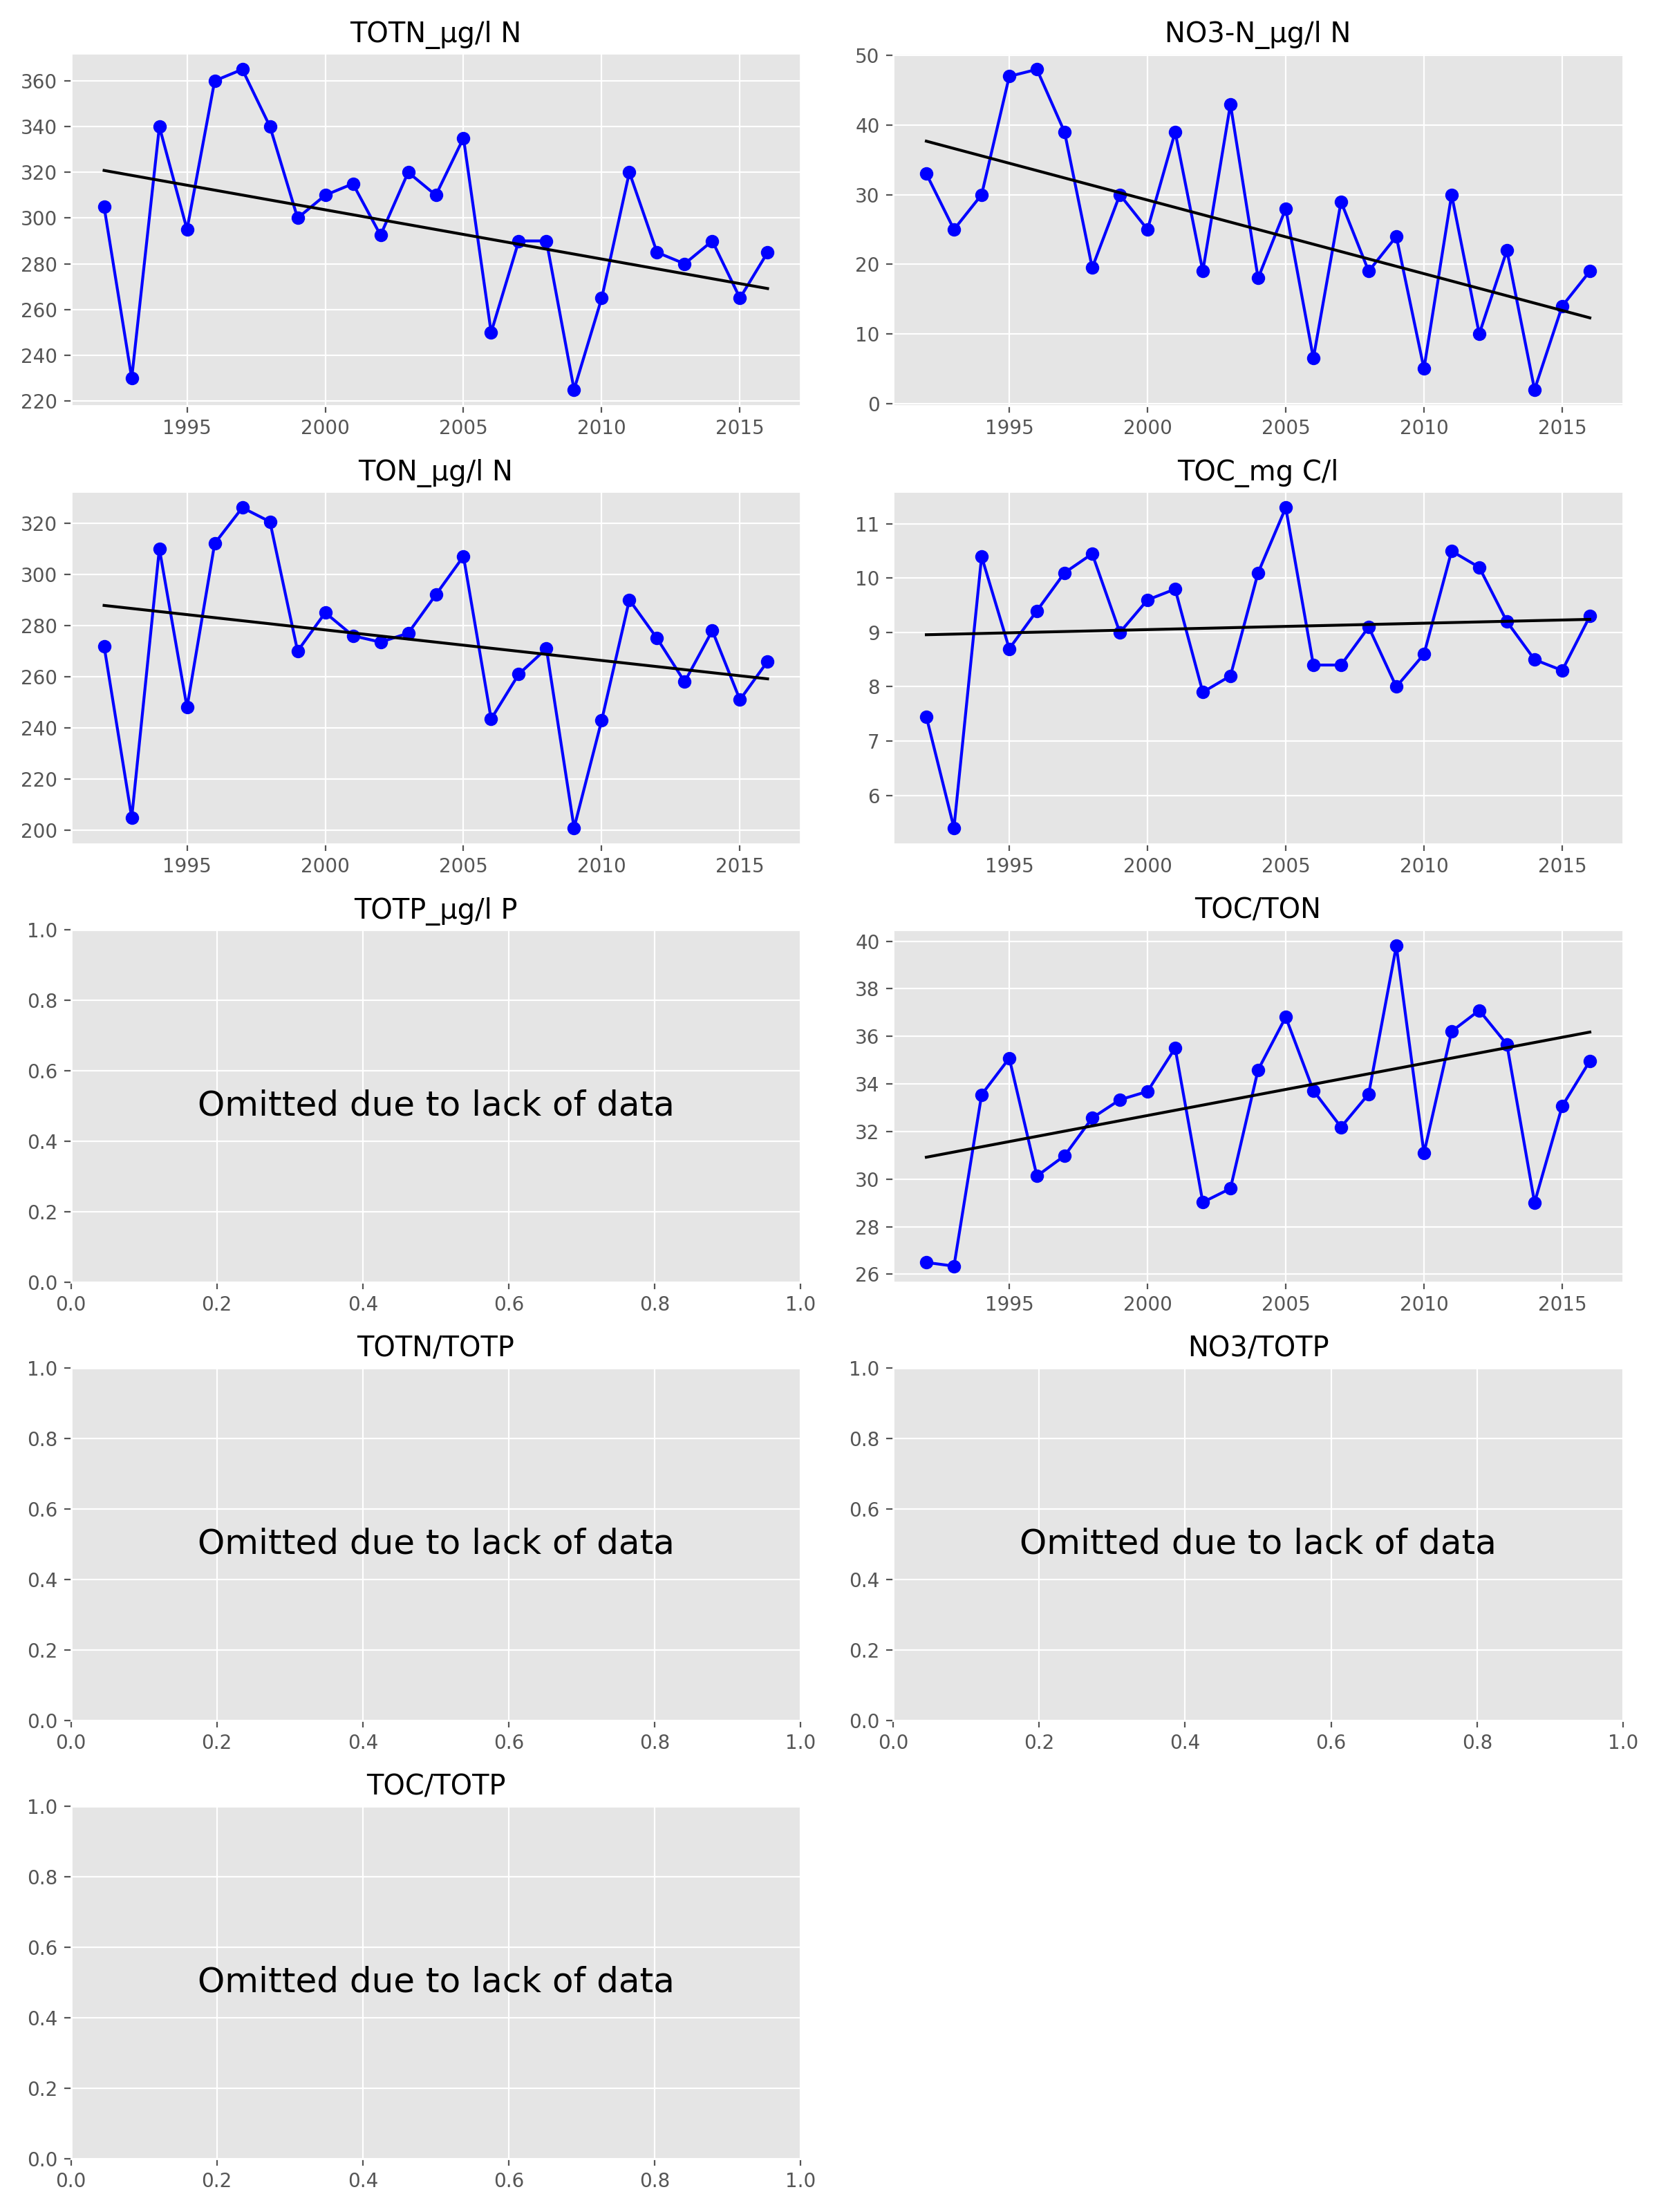 TOTN_µg/l N
360
340
320
300
280
260
240
220
1995 2000 2005 2010 2015
NO3-N_µg/l N
50
40
30
20
10
0
1995 2000 2005 2010 2015
TON_µg/l N
320
300
280
260
240
220
200
1995 2000 2005 2010 2015
TOC_mg C/l
11
10
9
8
7
6
1995 2000 2005 2010 2015
TOTP_µg/l P
1.0
0.8
0.6
Omitted due to lack of data
0.4
0.2
0.0
0.0 0.2 0.4 0.6 0.8 1.0
TOC/TON
40
38
36
34
32
30
28
26
1995 2000 2005 2010 2015
TOTN/TOTP
1.0
0.8
0.6
Omitted due to lack of data
0.4
0.2
0.0
0.0 0.2 0.4 0.6 0.8 1.0
NO3/TOTP
1.0
0.8
0.6
Omitted due to lack of data
0.4
0.2
0.0
0.0 0.2 0.4 0.6 0.8 1.0
TOC/TOTP
1.0
0.8
0.6
Omitted due to lack of data
0.4
0.2
0.0
0.0 0.2 0.4 0.6 0.8 1.0